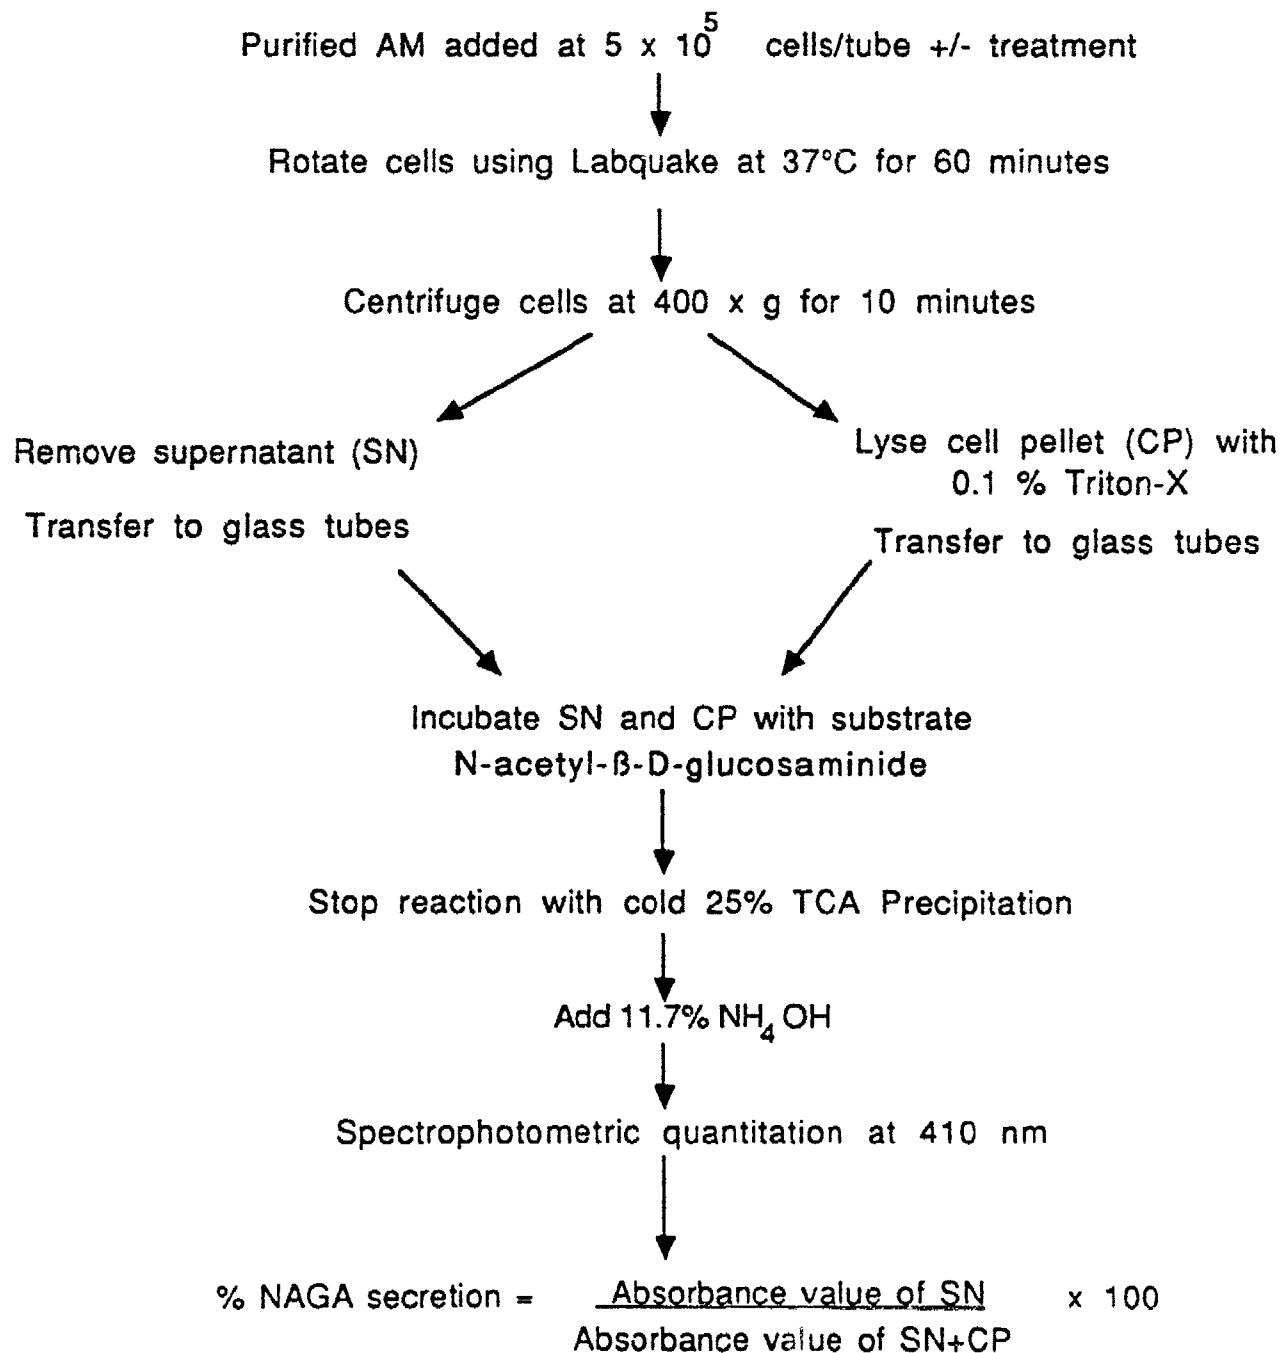 Purified AM added at 5 x 10⁵ cells/tube +/- treatment
Rotate cells using Labquake at 37°C for 60 minutes
Centrifuge cells at 400 x g for 10 minutes
Remove supernatant (SN)
Transfer to glass tubes
Lyse cell pellet (CP) with
0.1 % Triton-X
Transfer to glass tubes
Incubate SN and CP with substrate
N-acetyl-ß-D-glucosaminide
Stop reaction with cold 25% TCA Precipitation
Add 11.7% NH₄ OH
Spectrophotometric quantitation at 410 nm
% NAGA secretion = Absorbance value of SN x 100
Absorbance value of SN+CP